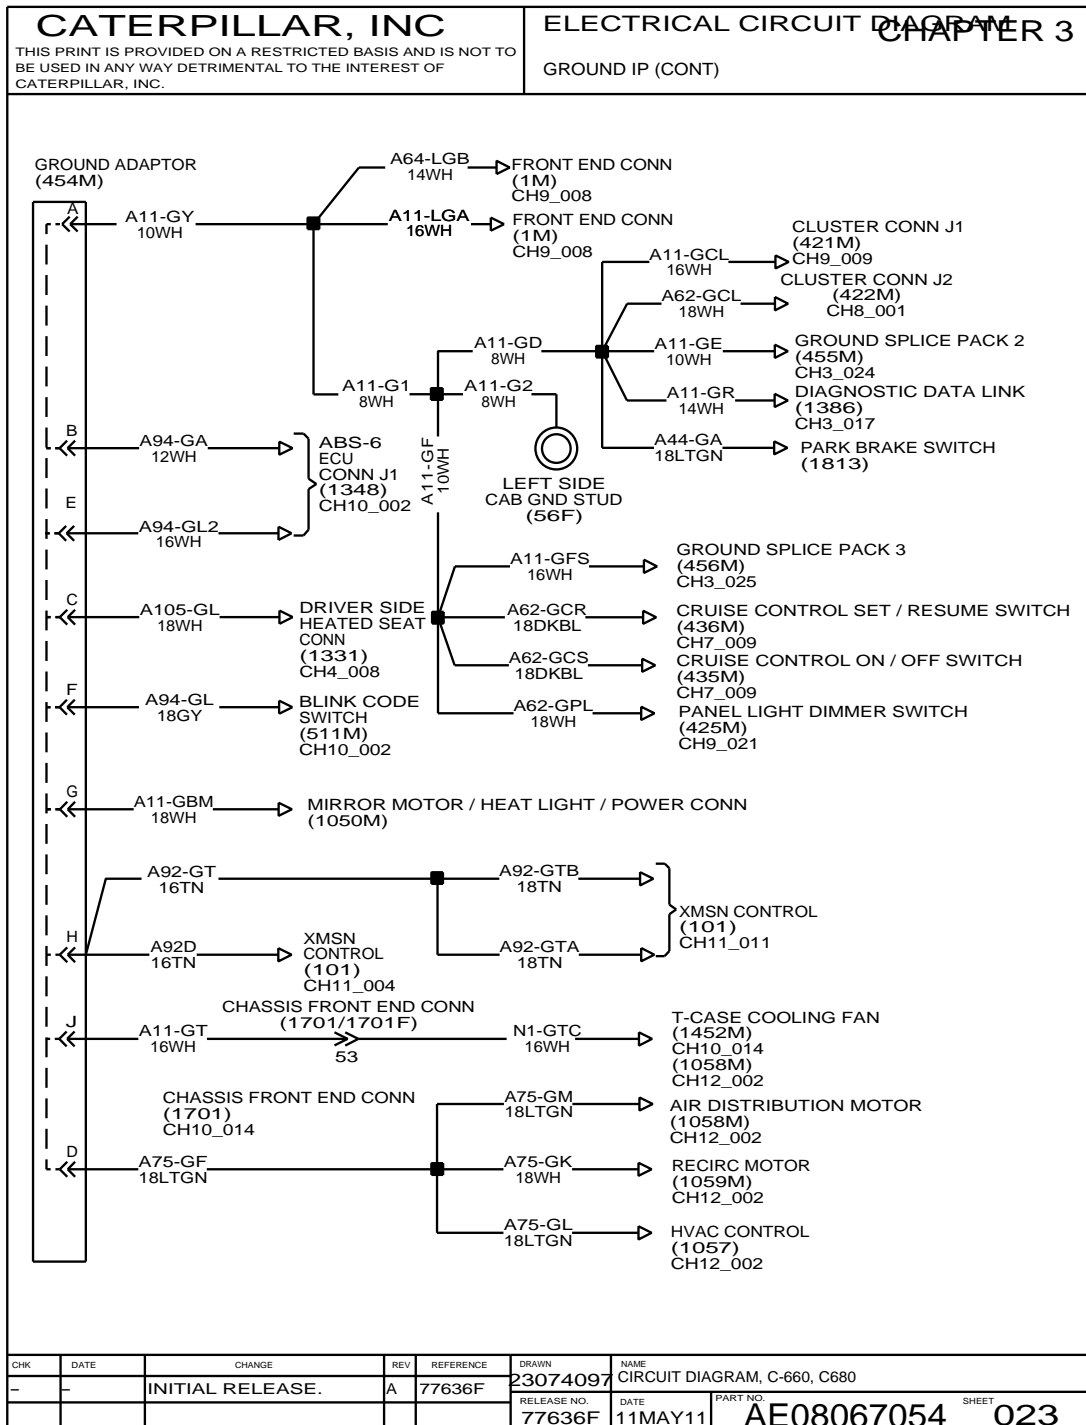 CATERPILLAR, INC
THIS PRINT IS PROVIDED ON A RESTRICTED BASIS AND IS NOT TO
BE USED IN ANY WAY DETRIMENTAL TO THE INTEREST OF
CATERPILLAR, INC.
ELECTRICAL CIRCUIT DIAGRAM
CHAPTER 3
GROUND IP (CONT)
GROUND ADAPTOR
(454M)
A
A11-GY
10WH
A64-LGB
14WH
FRONT END CONN
(1M)
CH9_008
A11-LGA
16WH
FRONT END CONN
(1M)
CH9_008
A11-GCL
16WH
CLUSTER CONN J1
(421M)
CH9_009
A62-GCL
18WH
CLUSTER CONN J2
(422M)
CH8_001
A11-GD
8WH
A11-GE
10WH
GROUND SPLICE PACK 2
(455M)
CH3_024
A11-G1
8WH
A11-G2
8WH
A11-GR
14WH
DIAGNOSTIC DATA LINK
(1386)
CH3_017
A44-GA
18LTGN
PARK BRAKE SWITCH
(1813)
B
A94-GA
12WH
ABS-6
ECU
CONN J1
(1348)
CH10_002
A11-GF
10WH
LEFT SIDE
CAB GND STUD
(56F)
E
A94-GL2
16WH
A11-GFS
16WH
GROUND SPLICE PACK 3
(456M)
CH3_025
C
A105-GL
18WH
DRIVER SIDE
HEATED SEAT
CONN
(1331)
CH4_008
A62-GCR
18DKBL
CRUISE CONTROL SET / RESUME SWITCH
(436M)
CH7_009
A62-GCS
18DKBL
CRUISE CONTROL ON / OFF SWITCH
(435M)
CH7_009
F
A94-GL
18GY
BLINK CODE
SWITCH
(511M)
CH10_002
A62-GPL
18WH
PANEL LIGHT DIMMER SWITCH
(425M)
CH9_021
G
A11-GBM
18WH
MIRROR MOTOR / HEAT LIGHT / POWER CONN
(1050M)
A92-GT
16TN
A92-GTB
18TN
XMSN CONTROL
(101)
CH11_011
H
A92D
16TN
XMSN
CONTROL
(101)
CH11_004
A92-GTA
18TN
CHASSIS FRONT END CONN
(1701/1701F)
J
A11-GT
16WH
53
N1-GTC
16WH
T-CASE COOLING FAN
(1452M)
CH10_014
(1058M)
CH12_002
CHASSIS FRONT END CONN
(1701)
CH10_014
A75-GM
18LTGN
AIR DISTRIBUTION MOTOR
(1058M)
CH12_002
D
A75-GF
18LTGN
A75-GK
18WH
RECIRC MOTOR
(1059M)
CH12_002
A75-GL
18LTGN
HVAC CONTROL
(1057)
CH12_002
CHK DATE CHANGE REV REFERENCE DRAWN NAME
– – INITIAL RELEASE. A 77636F 23074097 CIRCUIT DIAGRAM, C-660, C680
RELEASE NO. DATE PART NO. SHEET
77636F 11MAY11 AE08067054 023